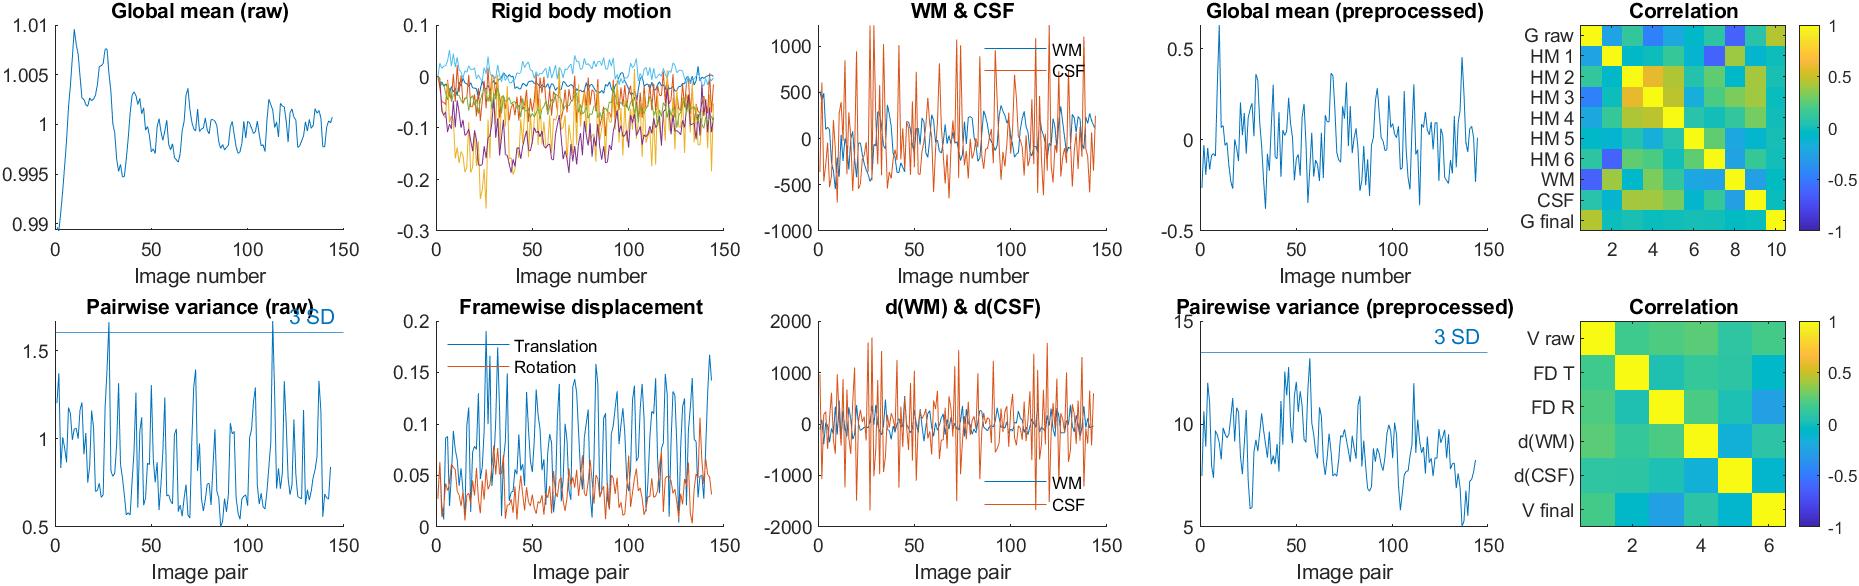 Global mean (raw)
1.01
1.005
1
0.995
0.99
0
50
100
150
Image number
Rigid body motion
0.1
0
-0.1
-0.2
-0.3
0
50
100
150
Image number
WM & CSF
1000
500
0
-500
-1000
WM
CSF
0
50
100
150
Image number
Global mean (preprocessed)
0.5
0
-0.5
0
50
100
150
Image number
Correlation
G raw
HM 1
HM 2
HM 3
HM 4
HM 5
HM 6
WM
CSF
G final
2
4
6
8
10
1
0.5
0
-0.5
-1
Pairwise variance (raw)
3 SD
1.5
1
0.5
0
50
100
150
Image pair
Framewise displacement
0.2
0.15
0.1
0.05
0
Translation
Rotation
0
50
100
150
Image pair
d(WM) & d(CSF)
2000
1000
0
-1000
-2000
WM
CSF
0
50
100
150
Image pair
Pairewise variance (preprocessed)
15
10
5
3 SD
0
50
100
150
Image pair
Correlation
V raw
FD T
FD R
d(WM)
d(CSF)
V final
2
4
6
1
0.5
0
-0.5
-1